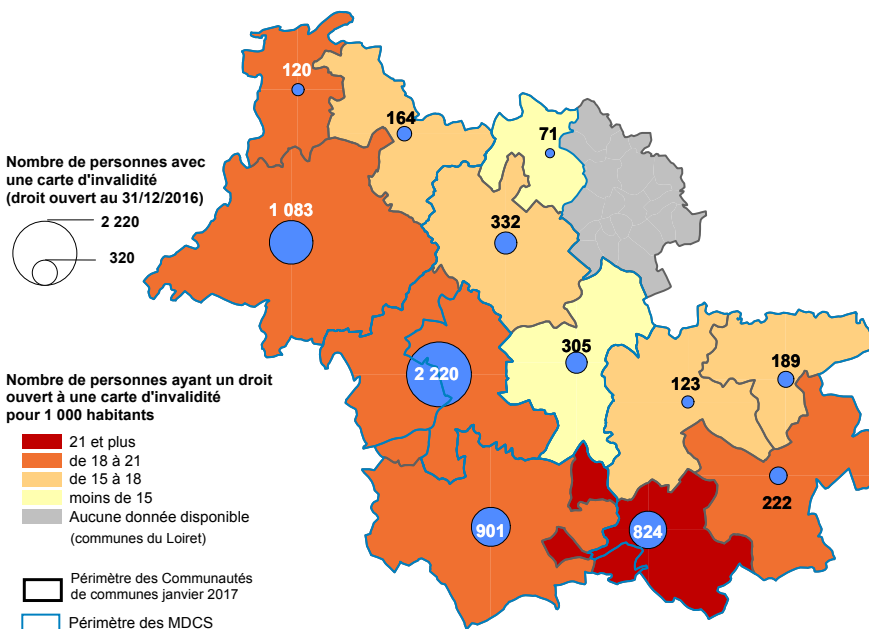 120
164
71
Nombre de personnes avec
une carte d'invalidité
(droit ouvert au 31/12/2016)
2 220
320
1 083
332
305
2 220
123
189
222
901
824
Nombre de personnes ayant un droit
ouvert à une carte d'invalidité
pour 1 000 habitants
21 et plus
de 18 à 21
de 15 à 18
moins de 15
Aucune donnée disponible
(communes du Loiret)
Périmètre des Communautés
de communes janvier 2017
Périmètre des MDCS